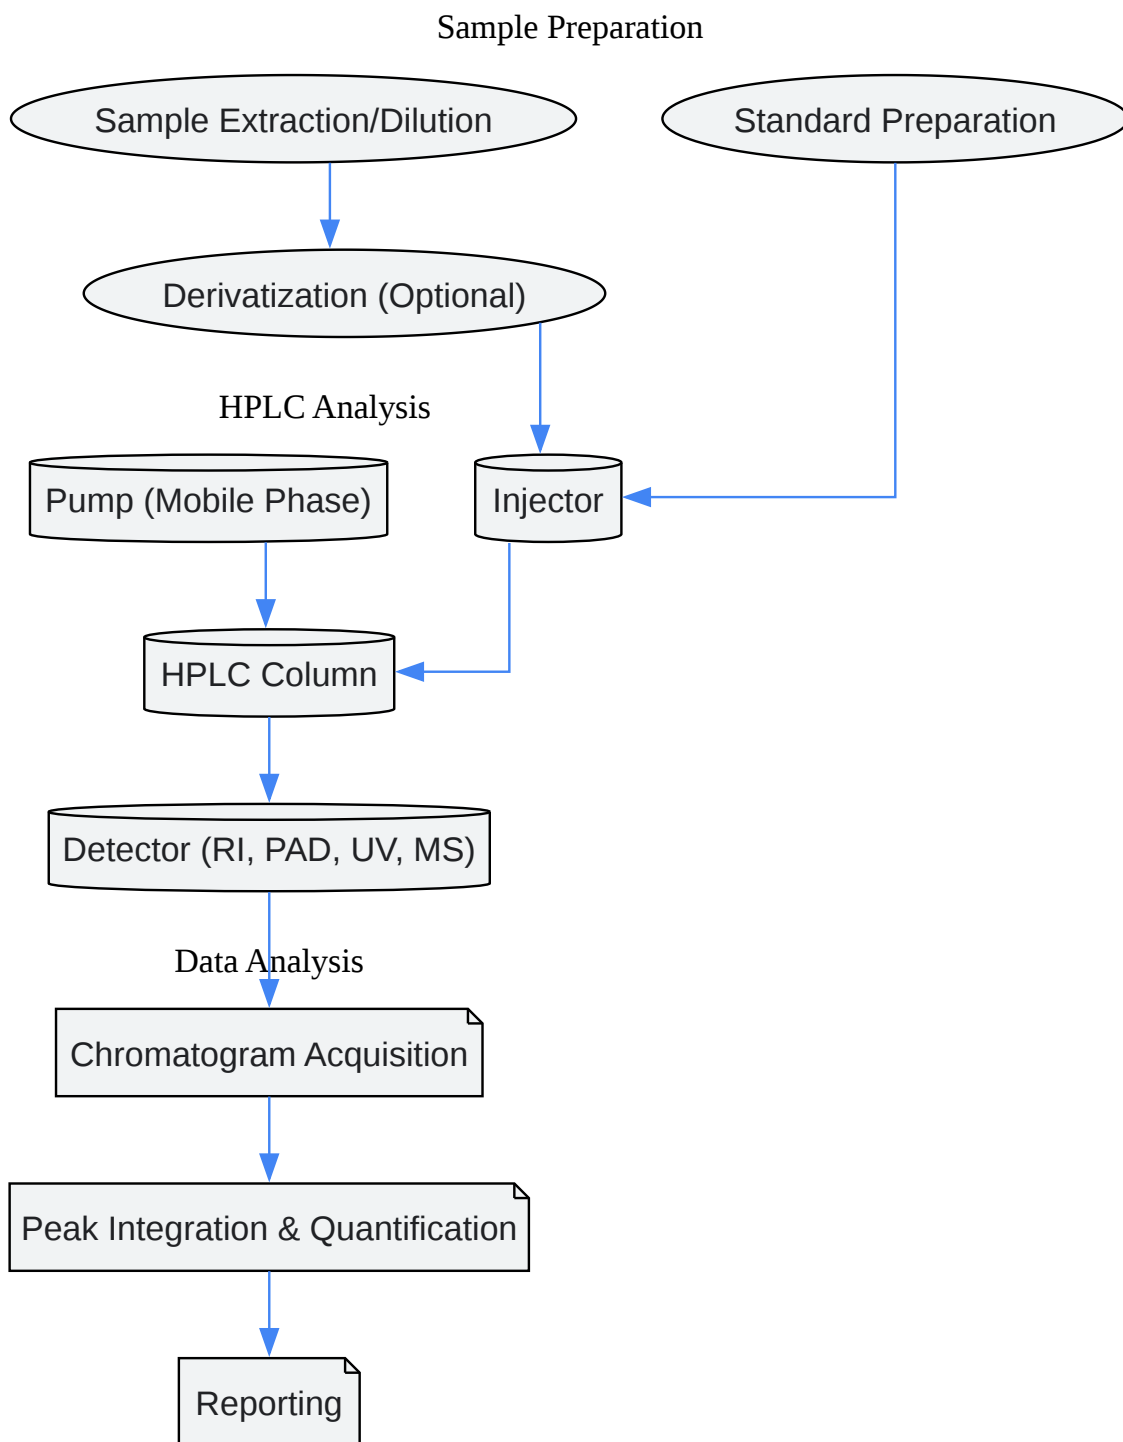 Sample Preparation
Sample Extraction/Dilution
Standard Preparation
Derivatization (Optional)
HPLC Analysis
Pump (Mobile Phase)
Injector
HPLC Column
Detector (RI, PAD, UV, MS)
Data Analysis
Chromatogram Acquisition
Peak Integration & Quantification
Reporting